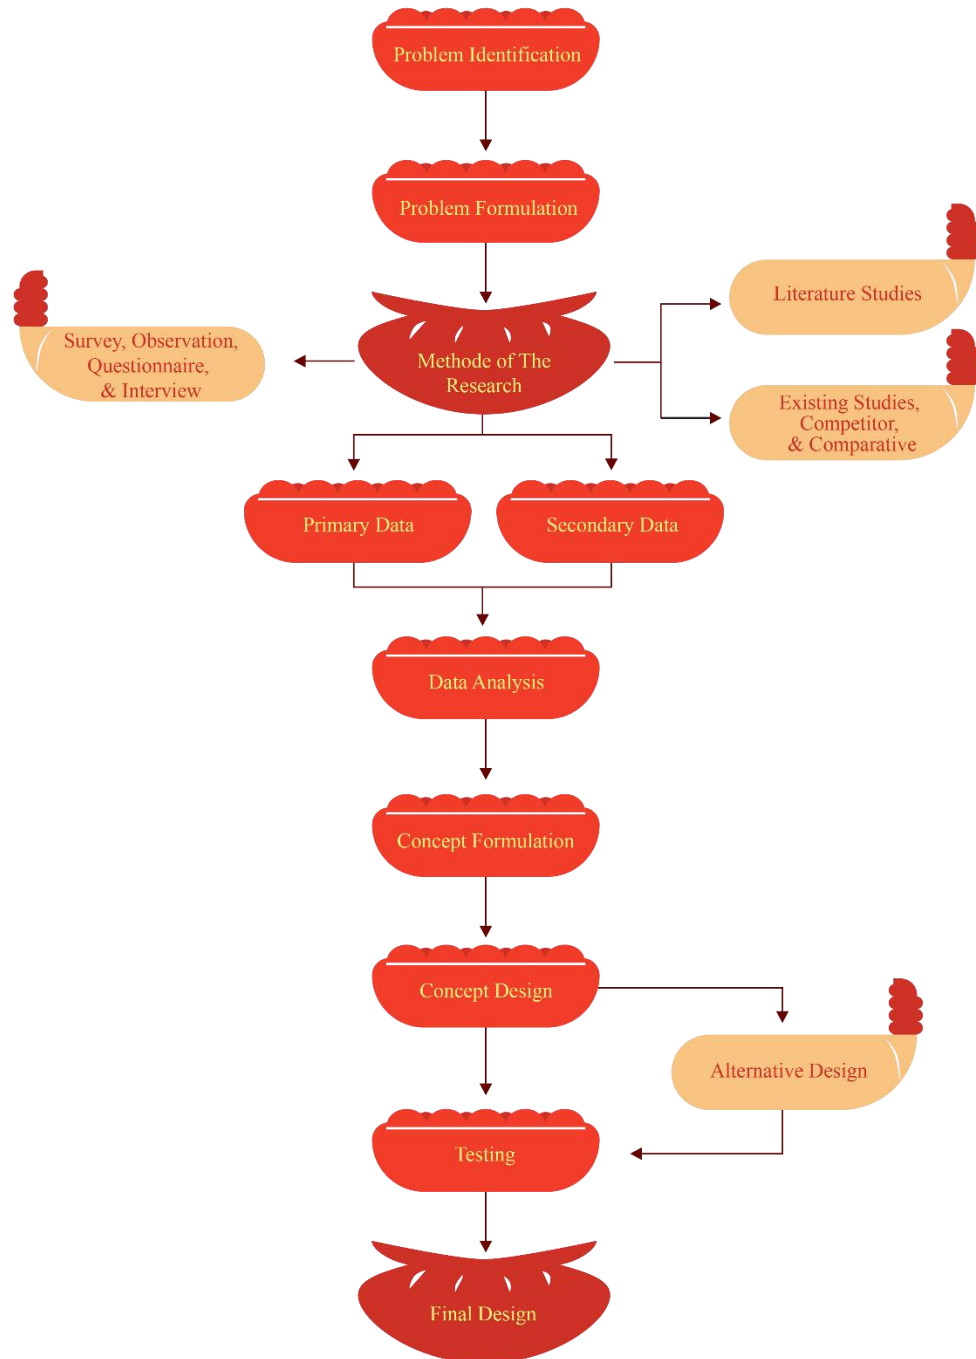 Problem Identification
Problem Formulation
Literature Studies
Survey, Observation,
Questionnaire,
& Interview
Methode of The
Research
Existing Studies,
Competitor,
& Comparative
Primary Data
Secondary Data
Data Analysis
Concept Formulation
Concept Design
Alternative Design
Testing
Final Design